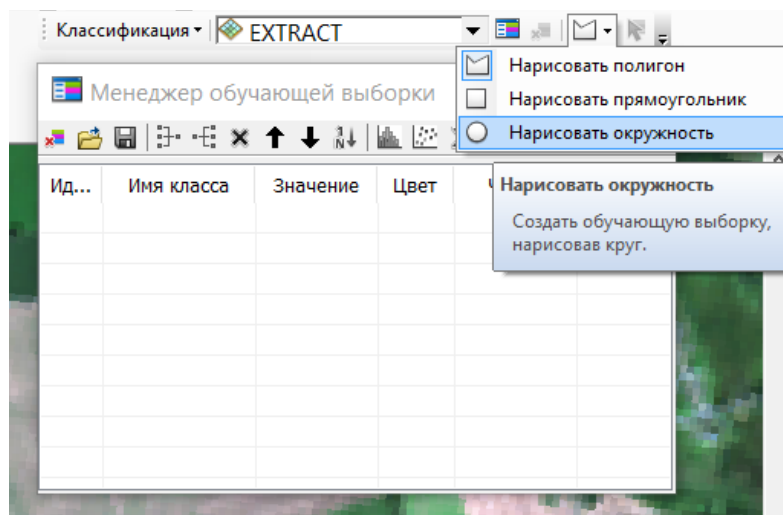 Классификация EXTRACT
Нарисовать полигон
Менеджер обучающей выборки
Нарисовать прямоугольник
Нарисовать окружность
Ид... Имя класса Значение Цвет
Нарисовать окружность
Создать обучающую выборку,
нарисовав круг.